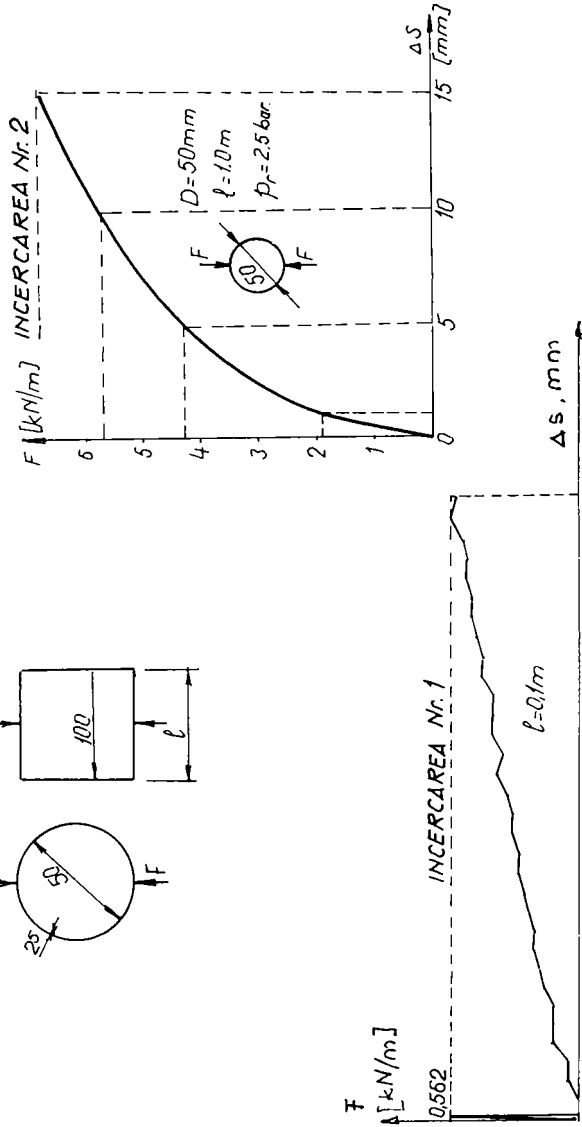 25
50
F
100
l
F [kN/m]
INCERCAREA Nr. 2
6
5
4
3
2
1
0
5
10
15
ΔS
[mm]
D=50mm
l=1.0m
pr=2.5 bar.
F
50
F
F
[kN/m]
0,562
INCERCAREA Nr. 1
l=0,1m
Δs, mm